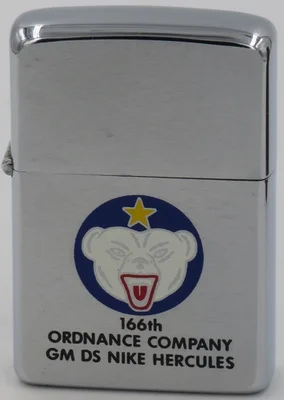 166th
ORDNANCE COMPANY
GM DS NIKE HERCULES